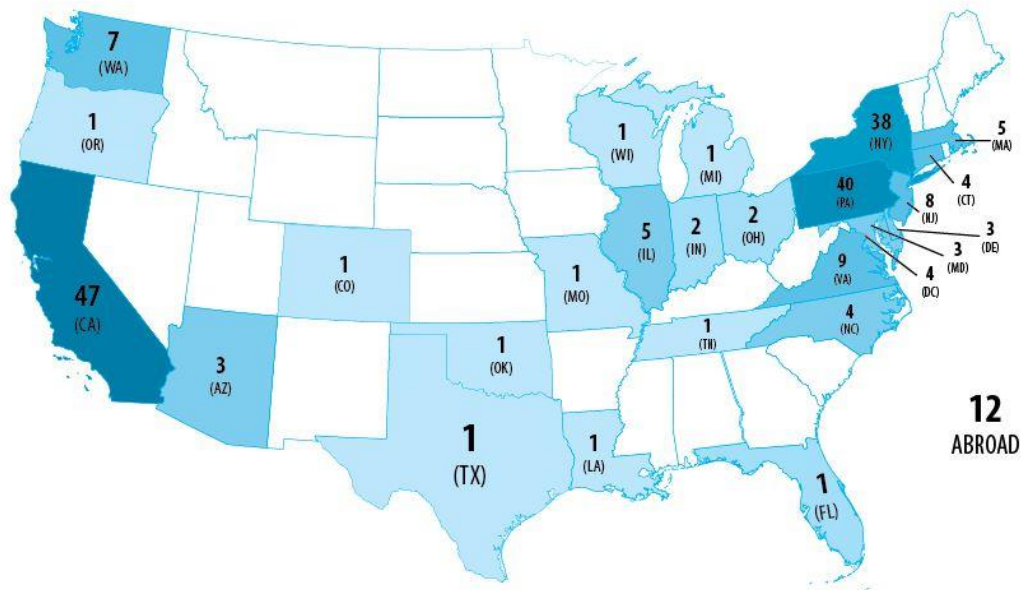 7
(WA)
1
(OR)
47
(CA)
3
(AZ)
1
(CO)
1
(OK)
1
(TX)
1
(LA)
1
(MO)
1
(WI)
1
(MI)
5
(IL)
2
(IN)
2
(OH)
1
(TN)
38
(NY)
40
(PA)
9
(VA)
4
(NC)
1
(FL)
5
(MA)
4
(CT)
8
(NJ)
3
(DE)
3
(MD)
4
(DC)
12
ABROAD